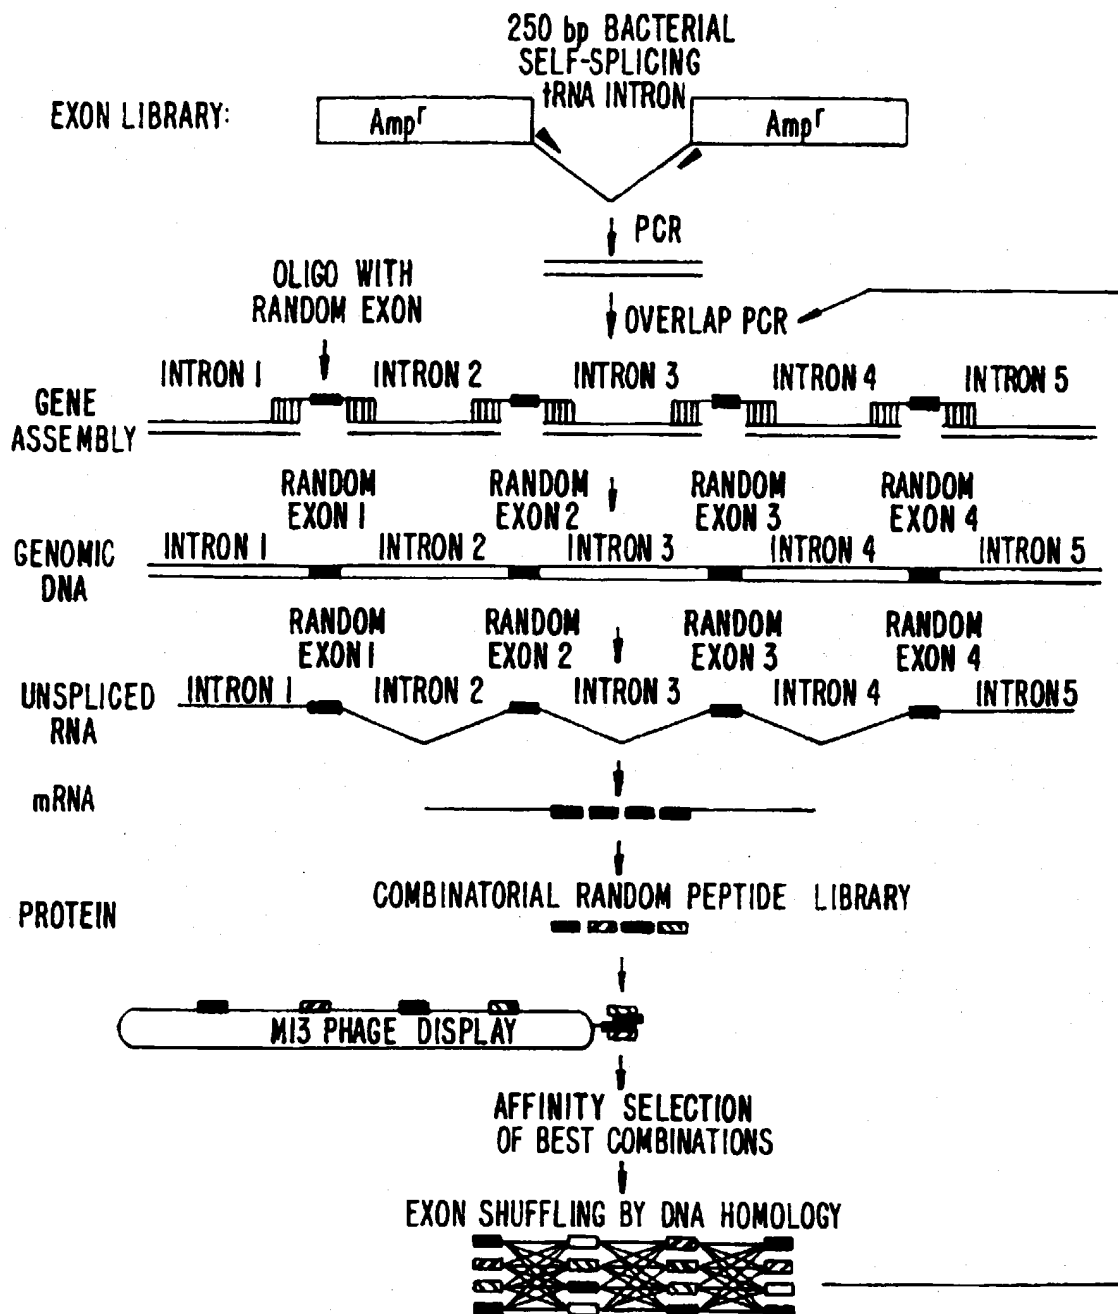 250 bp BACTERIAL
SELF-SPLICING
tRNA INTRON
EXON LIBRARY:
Ampr
Ampr
PCR
OLIGO WITH
RANDOM EXON
OVERLAP PCR
INTRON 1
INTRON 2
INTRON 3
INTRON 4
INTRON 5
GENE
ASSEMBLY
RANDOM
EXON 1
RANDOM
EXON 2
RANDOM
EXON 3
RANDOM
EXON 4
GENOMIC
DNA
INTRON 1
INTRON 2
INTRON 3
INTRON 4
INTRON 5
RANDOM
EXON 1
RANDOM
EXON 2
RANDOM
EXON 3
RANDOM
EXON 4
UNSPLICED
RNA
INTRON 1
INTRON 2
INTRON 3
INTRON 4
INTRON 5
mRNA
COMBINATORIAL RANDOM PEPTIDE LIBRARY
PROTEIN
M13 PHAGE DISPLAY
AFFINITY SELECTION
OF BEST COMBINATIONS
EXON SHUFFLING BY DNA HOMOLOGY